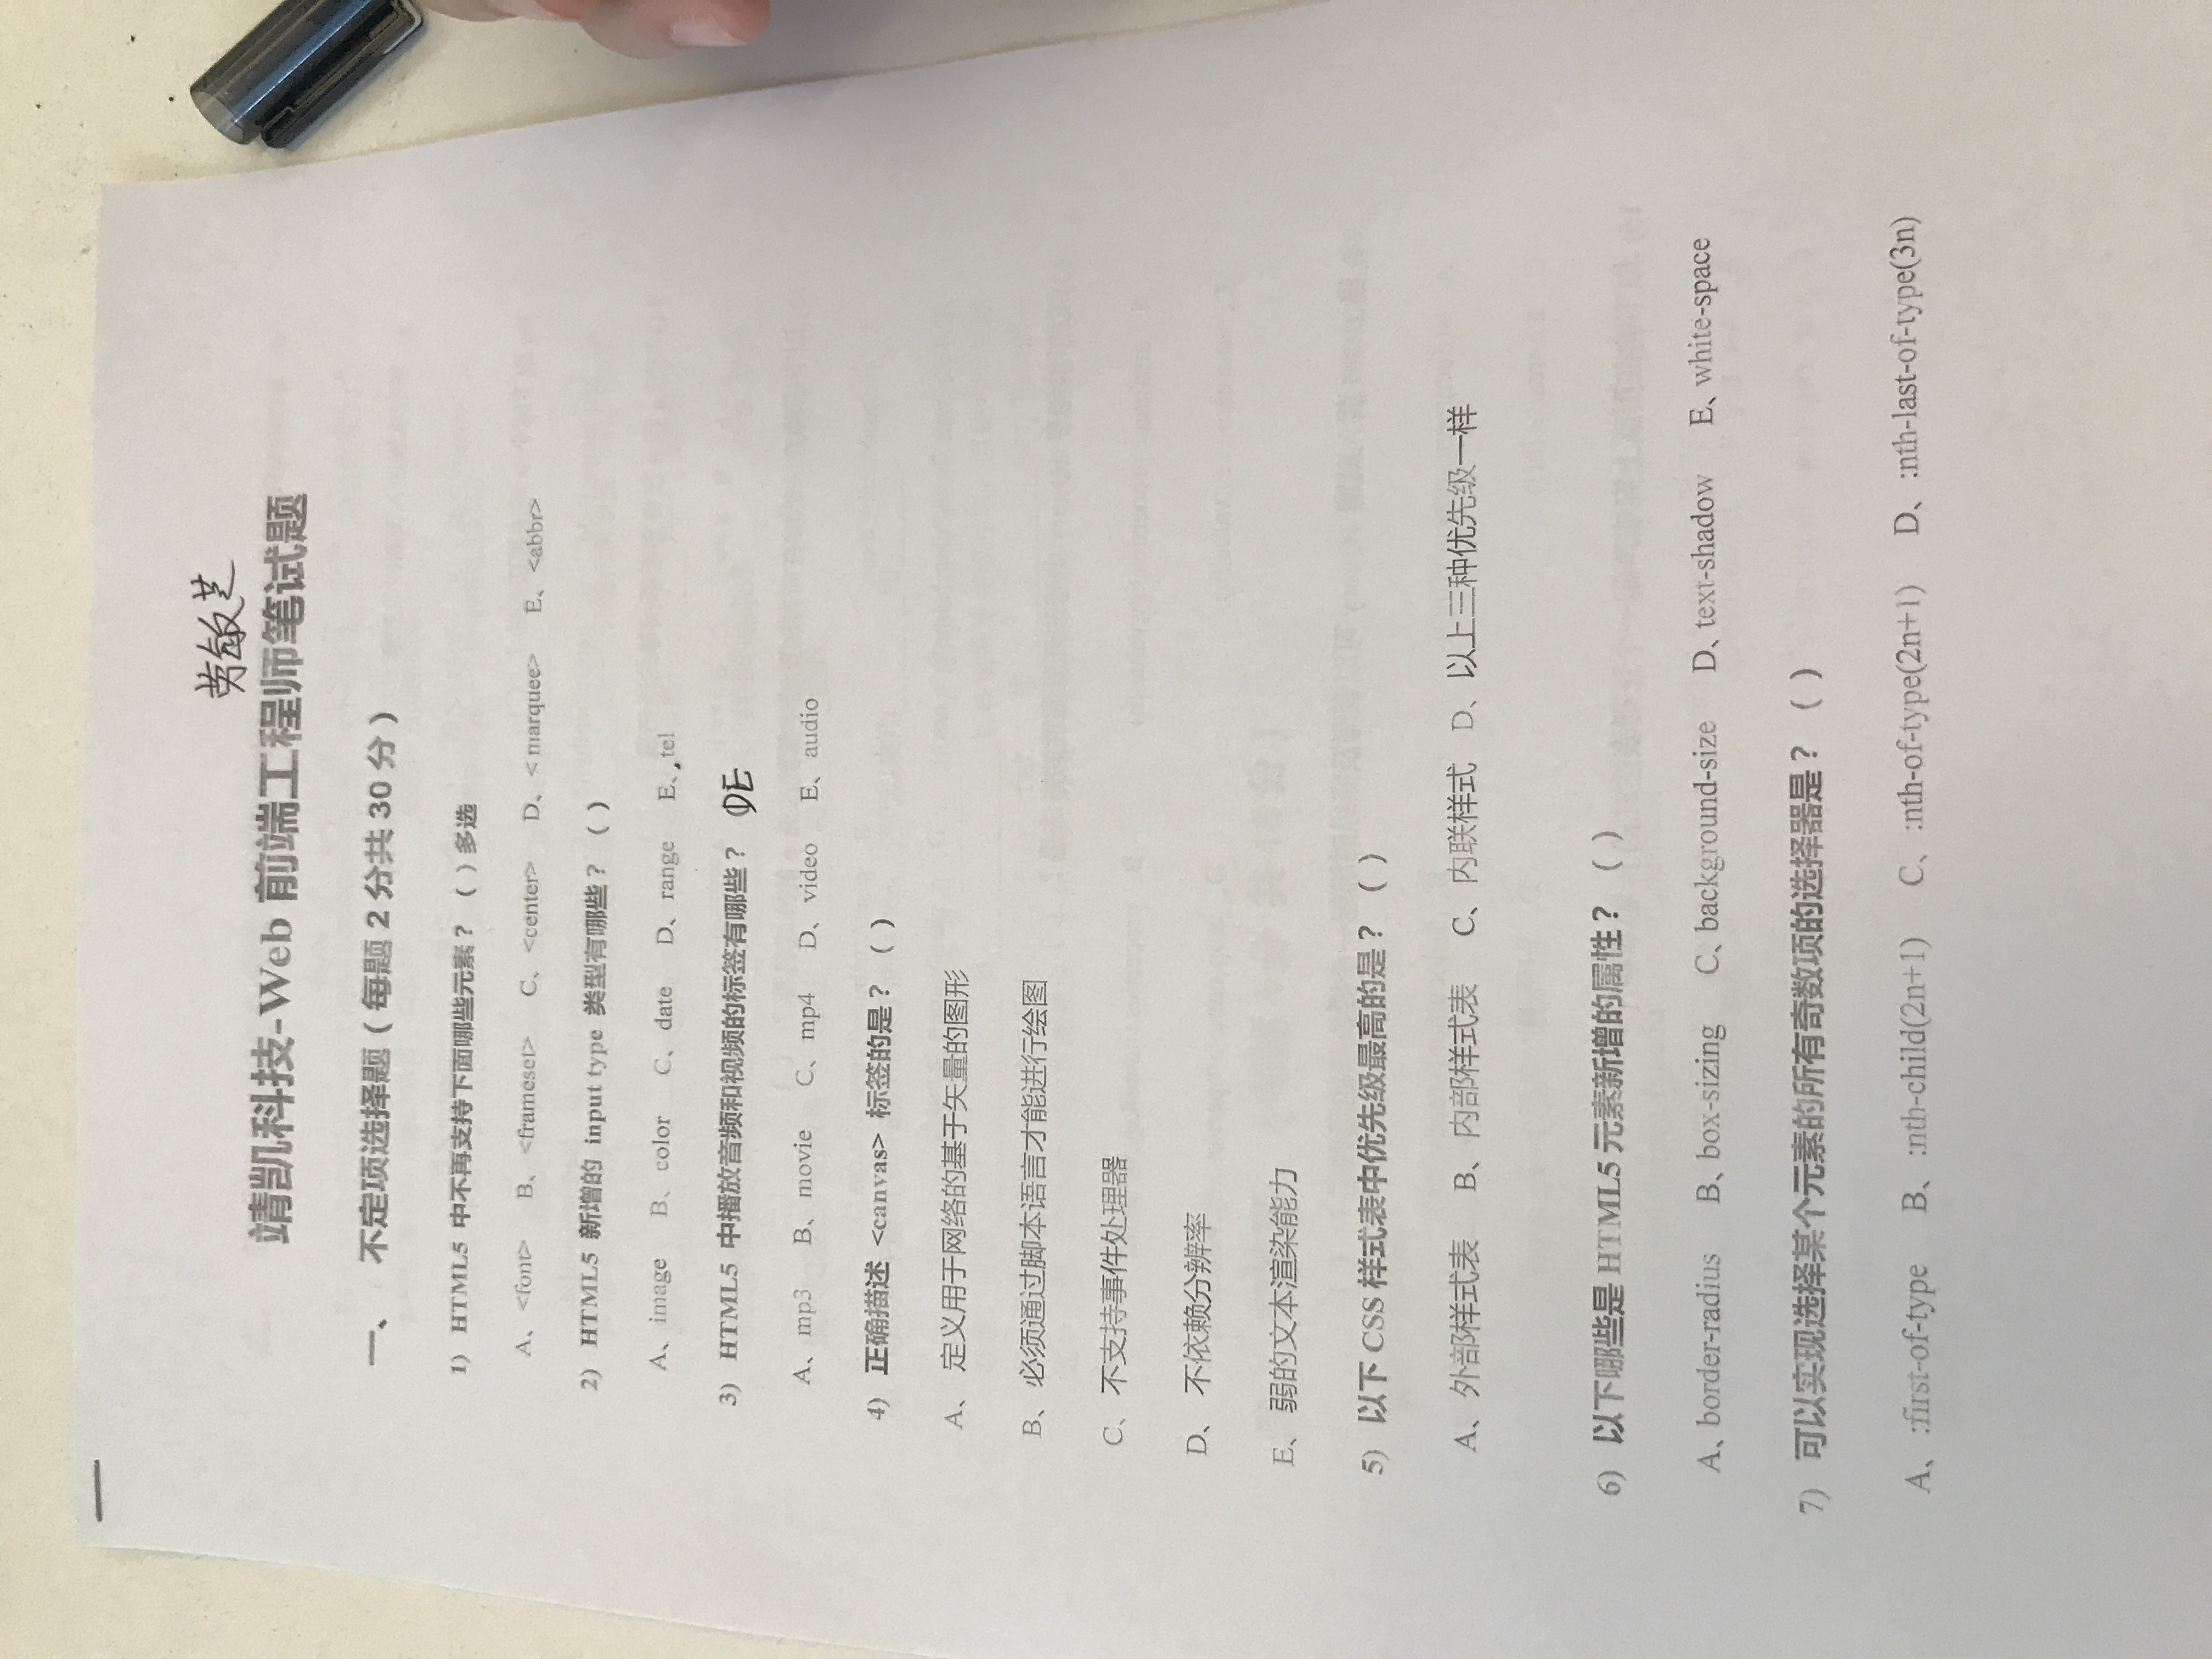 劳敏芝
靖凯科技-Web 前端工程师笔试题
一、 不定项选择题（每题 2 分共 30 分）
1) HTML5 中不再支持下面哪些元素？ （ ）多选
A、 <font> B、 <frameset> C、 <center> D、 < marquee> E、 <abbr>
2) HTML5 新增的 input type 类型有哪些？ （ ）
A、 image B、 color C、 date D、 range E、 tel
3) HTML5 中播放音频和视频的标签有哪些？ DE
A、 mp3 B、 movie C、 mp4 D、 video E、 audio
4) 正确描述 <canvas> 标签的是？ （ ）
A、 定义用于网络的基于矢量的图形
B、 必须通过脚本语言才能进行绘图
C、 不支持事件处理器
D、 不依赖分辨率
E、 弱的文本渲染能力
5) 以下 CSS 样式表中优先级最高的是？ （ ）
A、外部样式表 B、内部样式表 C、内联样式 D、以上三种优先级一样
6) 以下哪些是 HTML5 元素新增的属性？ （ ）
A、border-radius B、box-sizing C、background-size D、text-shadow E、white-space
7) 可以实现选择某个元素的所有奇数项的选择器是？ （ ）
A、 :first-of-type B、 :nth-child(2n+1) C、 :nth-of-type(2n+1) D、 :nth-last-of-type(3n)